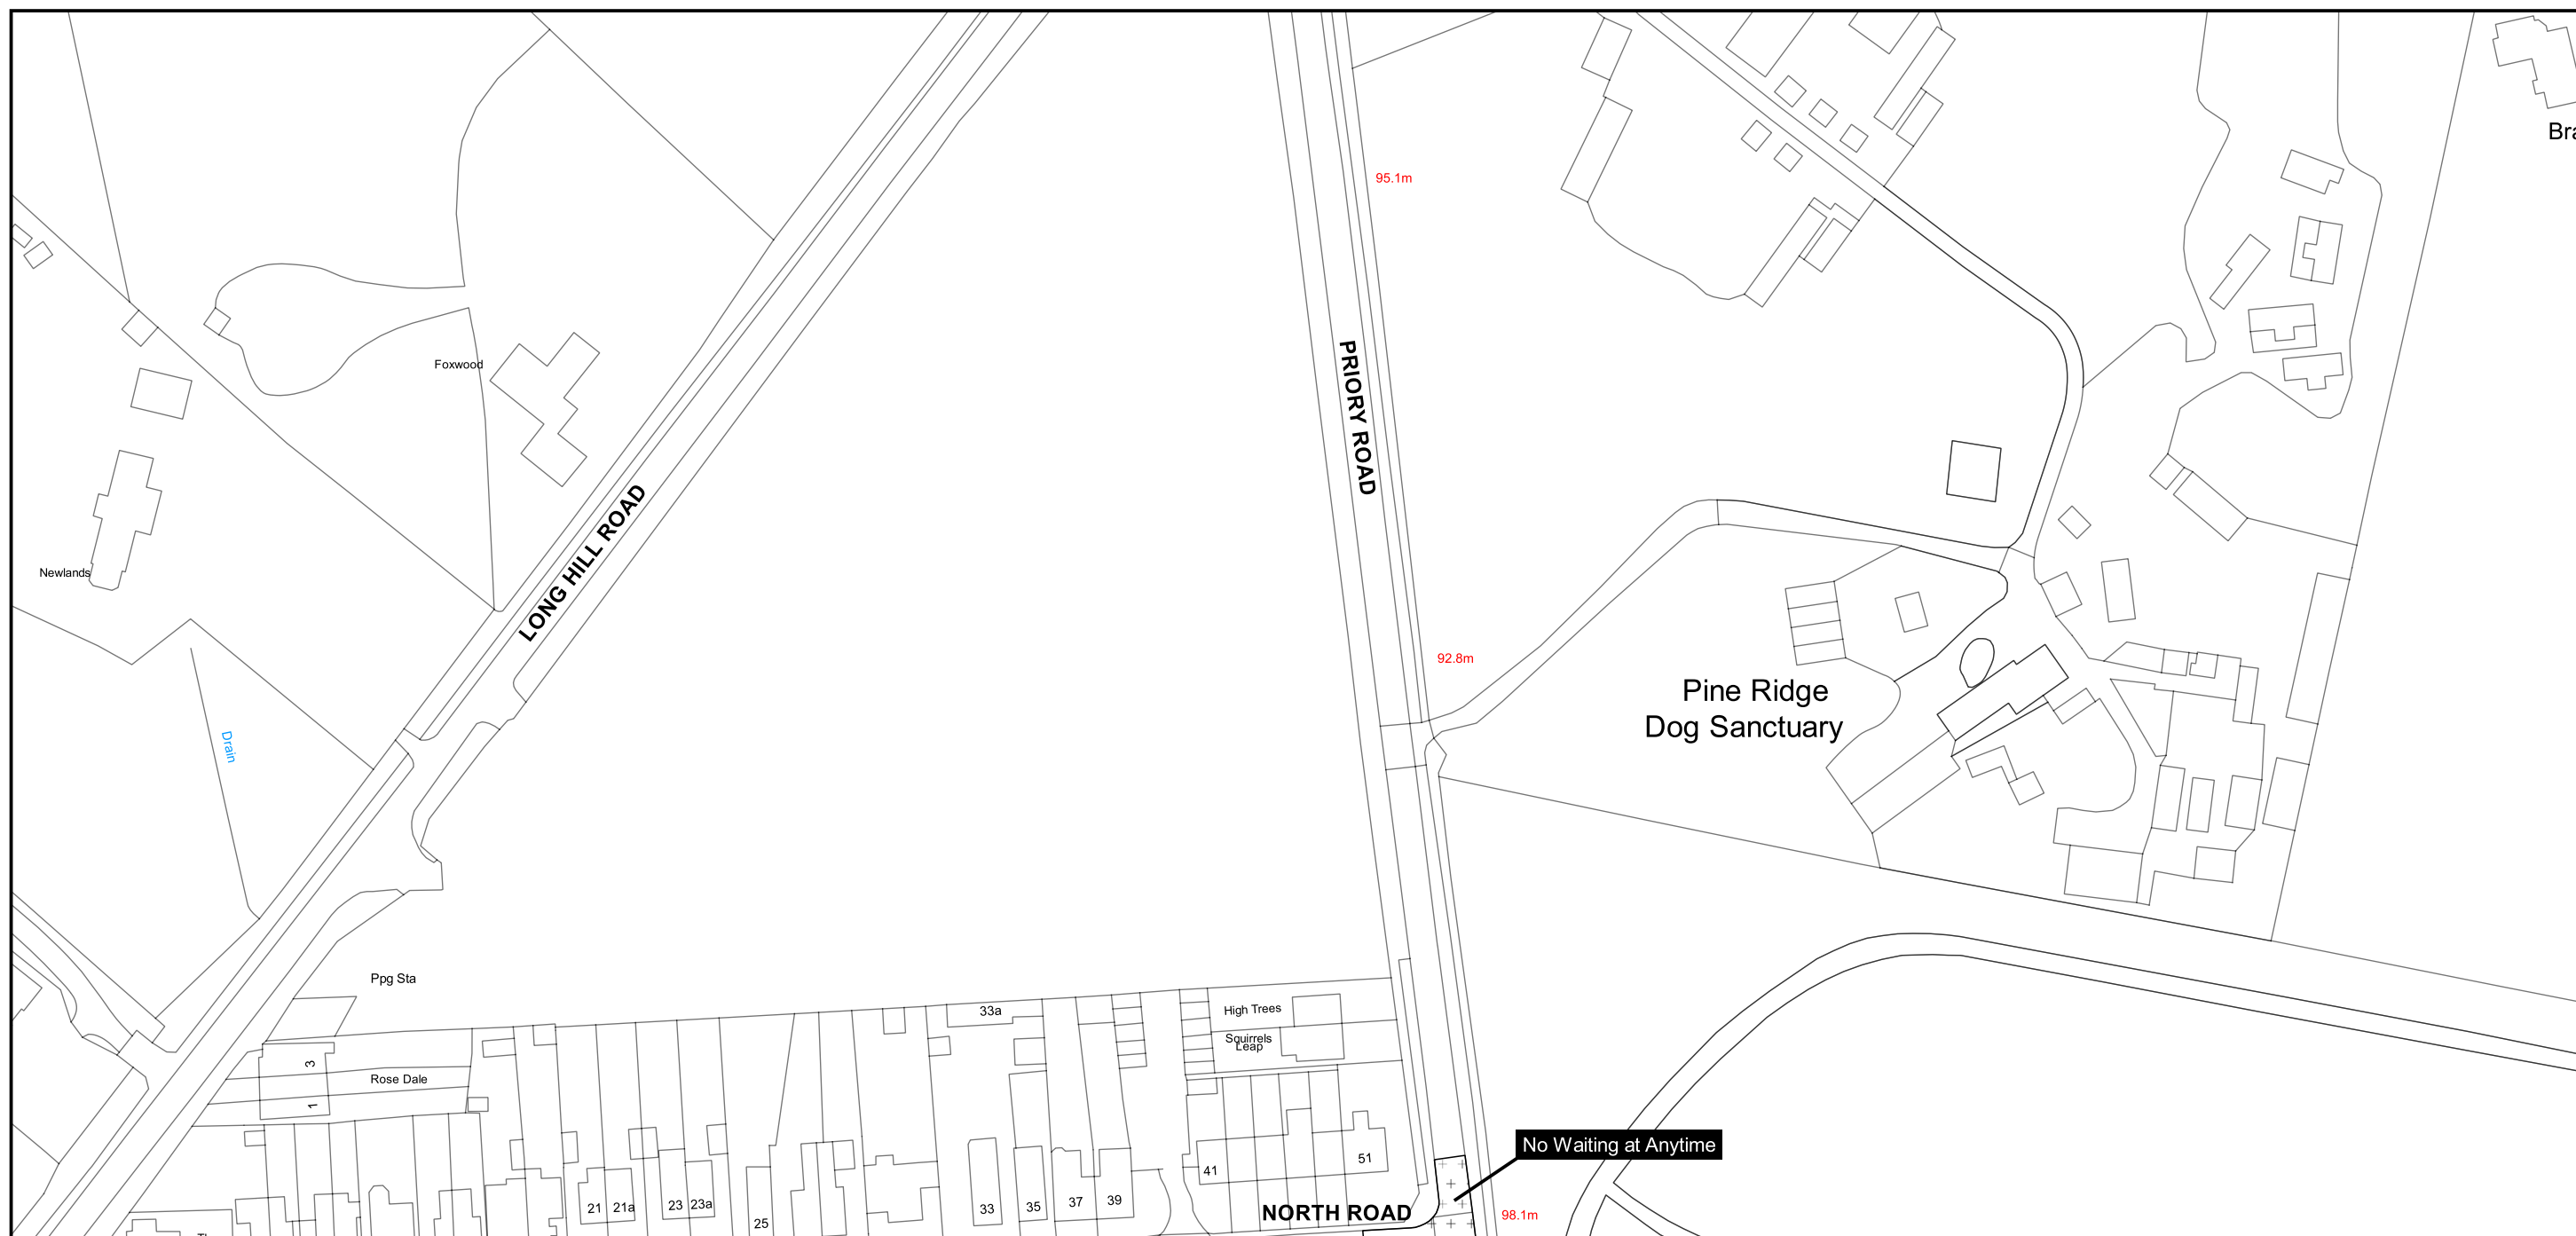 Bra
95.1m
PRIORY ROAD
Foxwood
LONG HILL ROAD
Newlands
92.8m
Pine Ridge
Dog Sanctuary
Drain
Ppg Sta
33a
High Trees
Squirrels
Leap
3
Rose Dale
1
No Waiting at Anytime
51
41
39
37
35
33
25
23a
23
21a
21
NORTH ROAD
98.1m